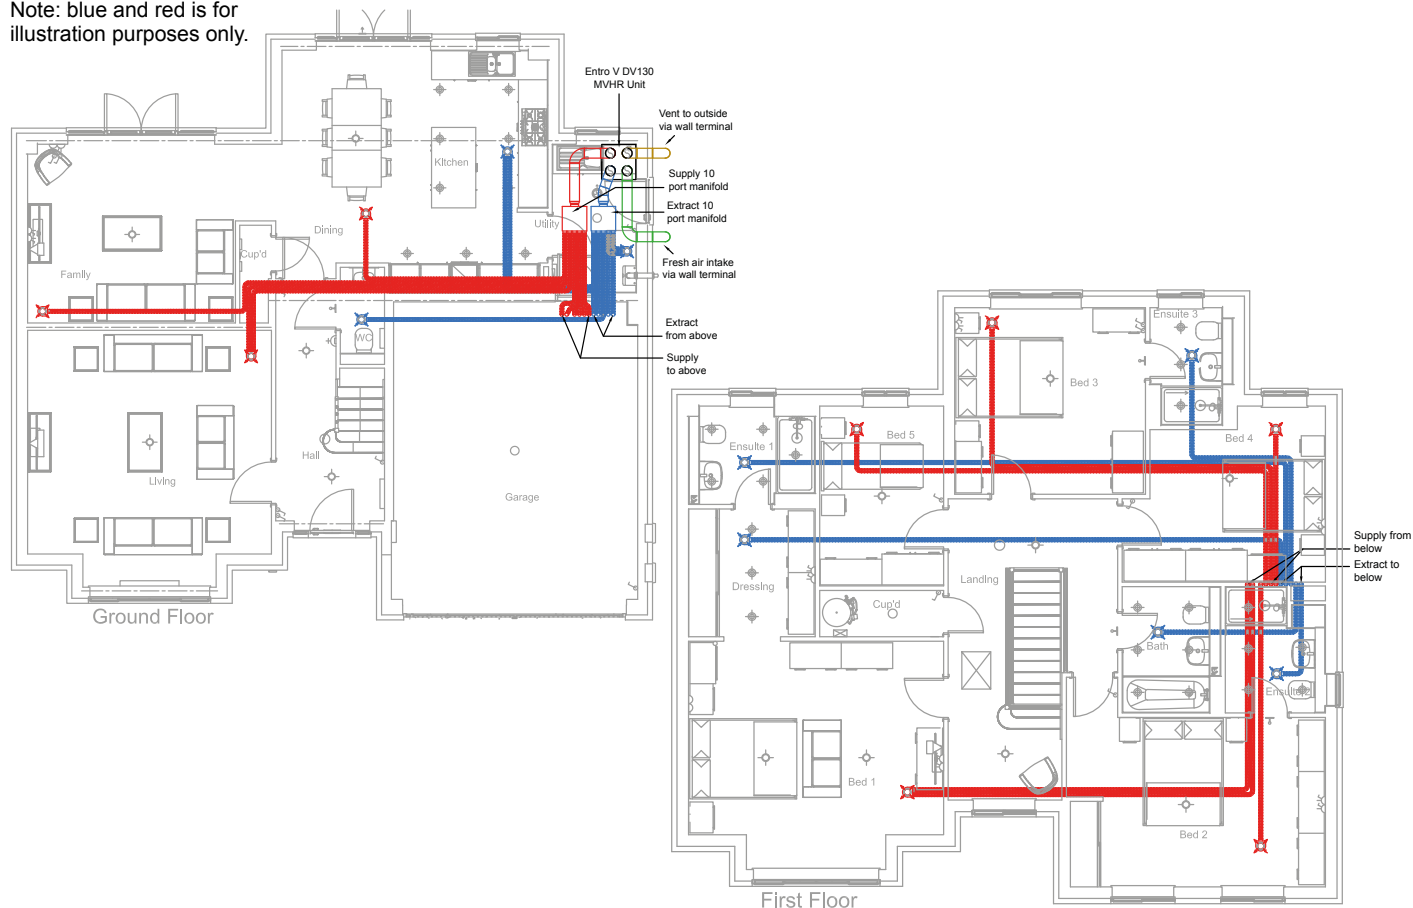 Note: blue and red is for
illustration purposes only.
Entro V DV130
MVHR Unit
Vent to outside
via wall terminal
Supply 10
port manifold
Extract 10
port manifold
Fresh air intake
via wall terminal
Extract
from above
Supply
to above
Kitchen
Dining
Utility
Cup'd
Family
WC
Hall
Living
Garage
Ground Floor
Ensuite 3
Bed 3
Bed 4
Bed 5
Ensuite 1
Supply from
below
Extract to
below
Dressing
Landing
Cup'd
Bath
Ensuite 2
Bed 1
Bed 2
First Floor